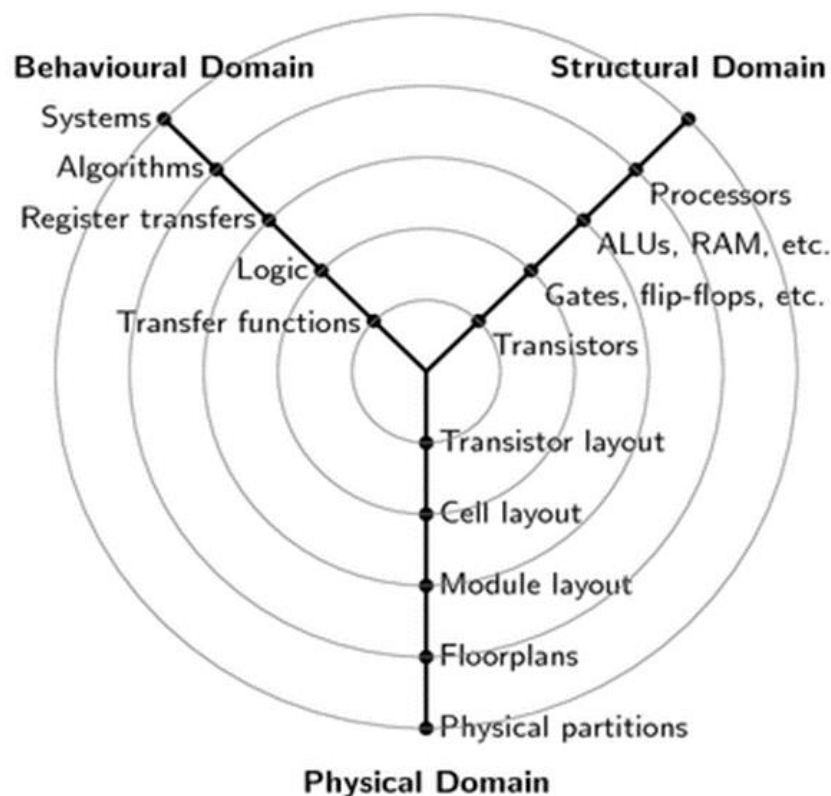 Behavioural Domain
Structural Domain
Systems
Algorithms
Register transfers
Logic
Transfer functions
Processors
ALUs, RAM, etc.
Gates, flip-flops, etc.
Transistors
Transistor layout
Cell layout
Module layout
Floorplans
Physical partitions
Physical Domain